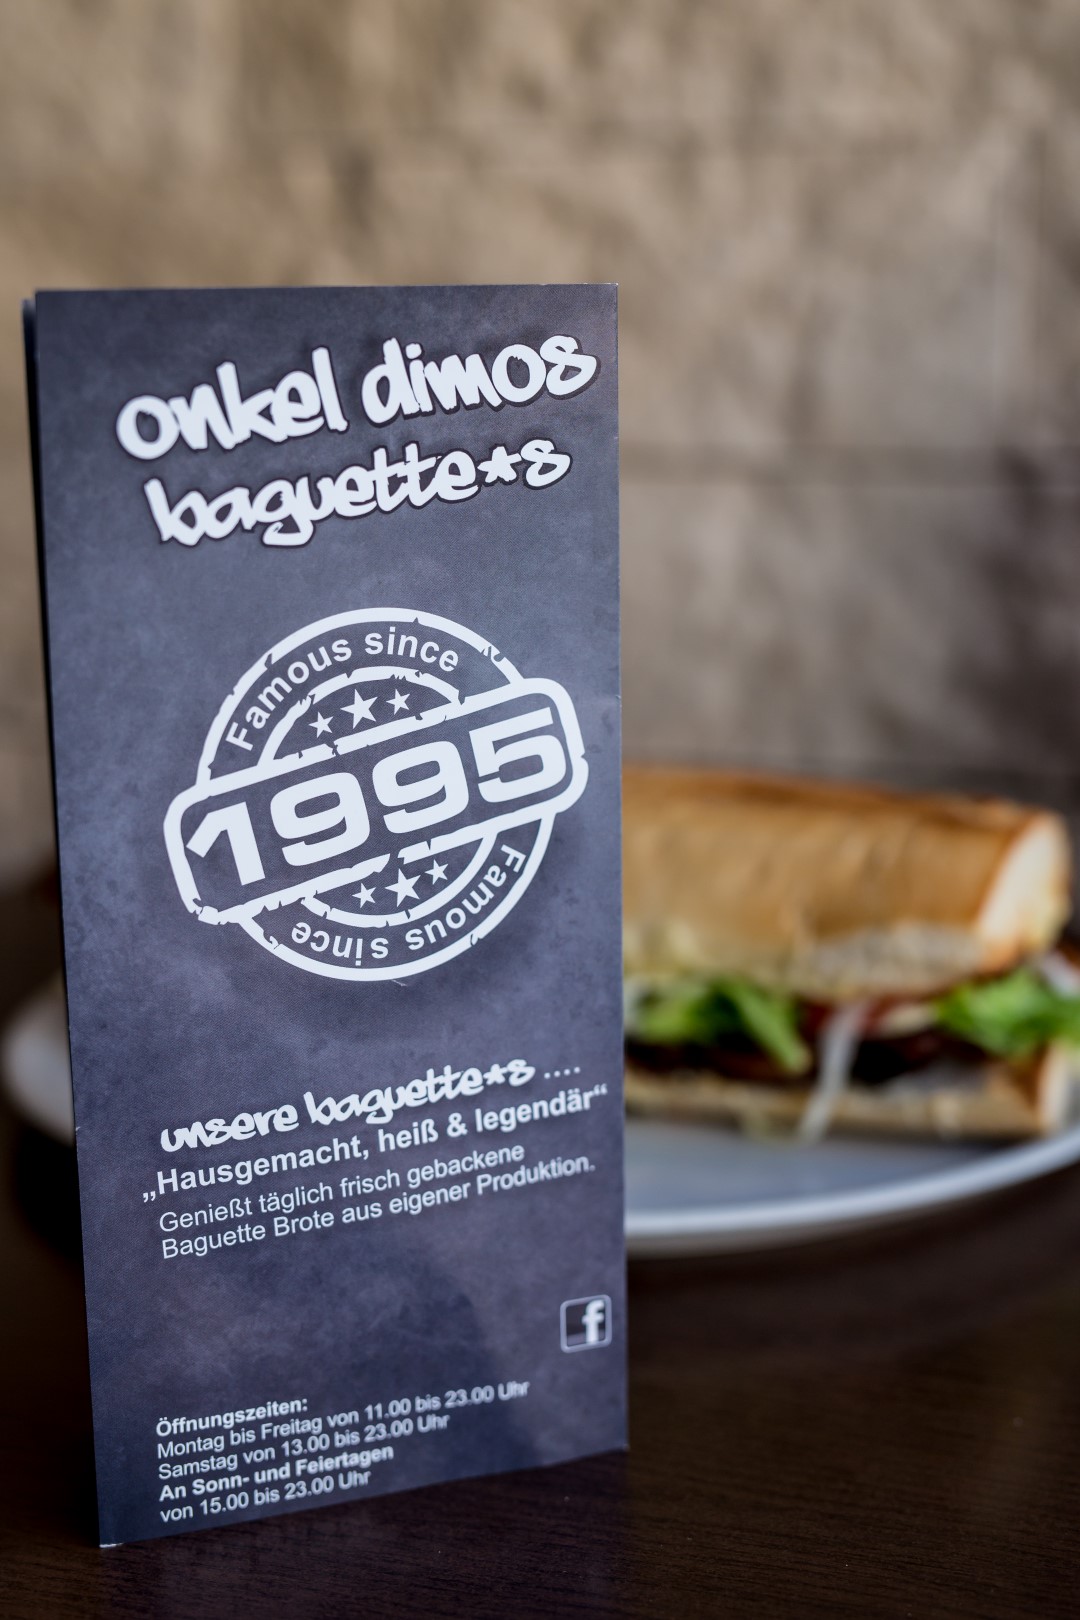 onkel dimos
baguette*s
Famous since
1995
Famous since
unsere baguette*s ....
„Hausgemacht, heiß & legendär“
Genießt täglich frisch gebackene
Baguette Brote aus eigener Produktion.
f
Öffnungszeiten:
Montag bis Freitag von 11.00 bis 23.00 Uhr
Samstag von 13.00 bis 23.00 Uhr
An Sonn- und Feiertagen
von 15.00 bis 23.00 Uhr